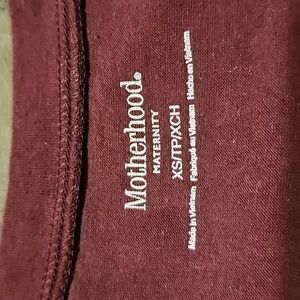 Motherhood®
MATERNITY
XS/TP/XCH
Made in Vietnam Fabriqué au Vietnam Hecho en Vietnam